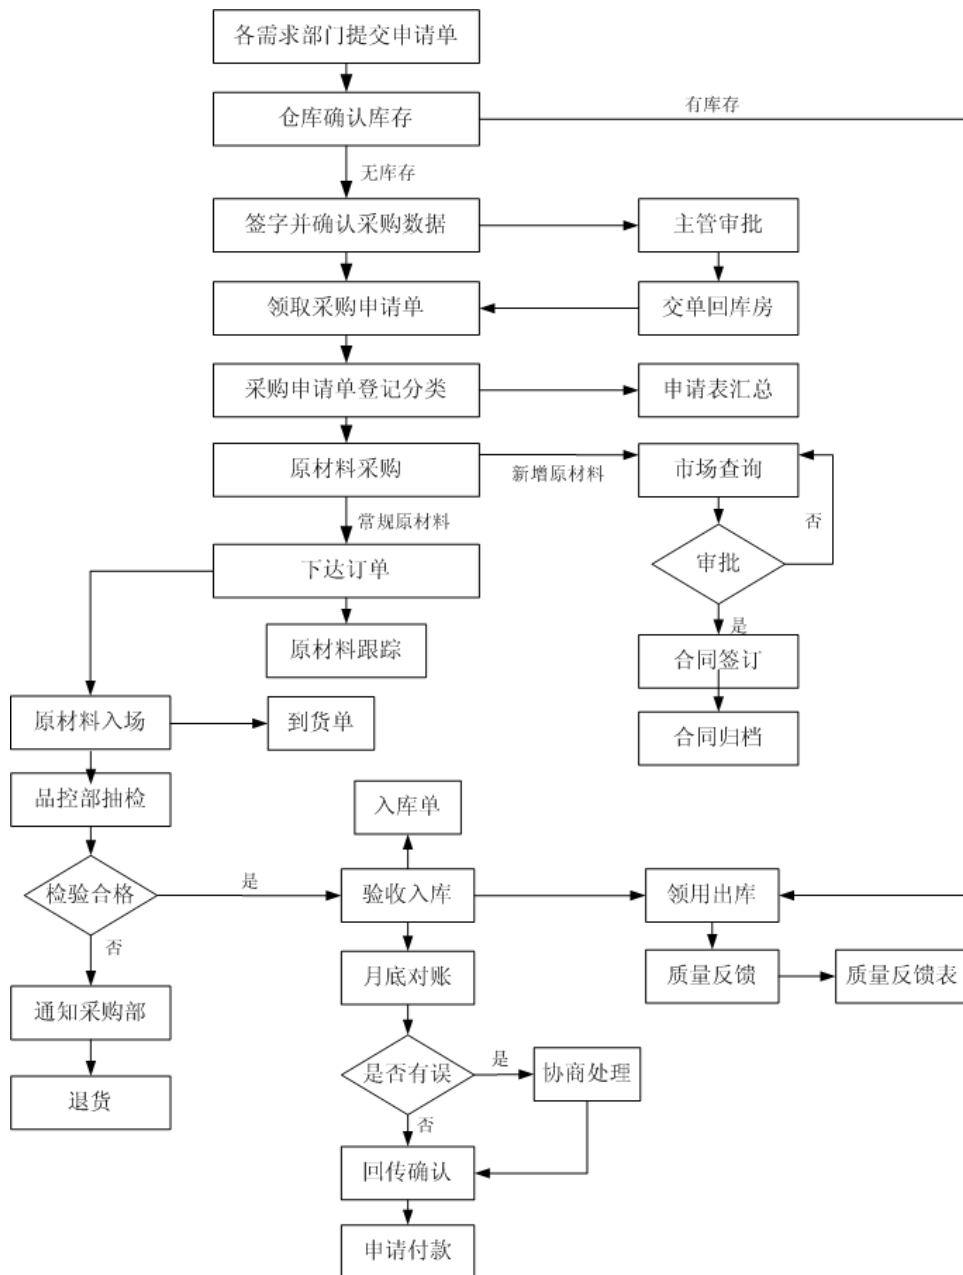 各需求部门提交申请单
仓库确认库存
有库存
无库存
签字并确认采购数据
主管审批
领取采购申请单
交单回库房
采购申请单登记分类
申请表汇总
原材料采购
新增原材料
市场查询
常规原材料
否
下达订单
审批
是
原材料跟踪
合同签订
原材料入场
到货单
合同归档
品控部抽检
入库单
检验合格
是
验收入库
领用出库
否
月底对账
质量反馈
质量反馈表
通知采购部
是否有误
是
协商处理
退货
否
回传确认
申请付款